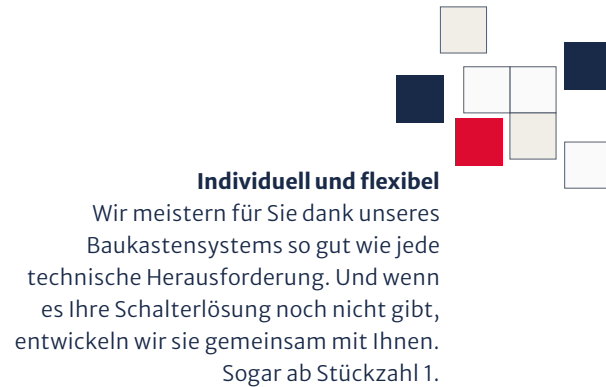 Individuell und flexibel
Wir meistern für Sie dank unseres
Baukastensystems so gut wie jede
technische Herausforderung. Und wenn
es Ihre Schalterlösung noch nicht gibt,
entwickeln wir sie gemeinsam mit Ihnen.
Sogar ab Stückzahl 1.